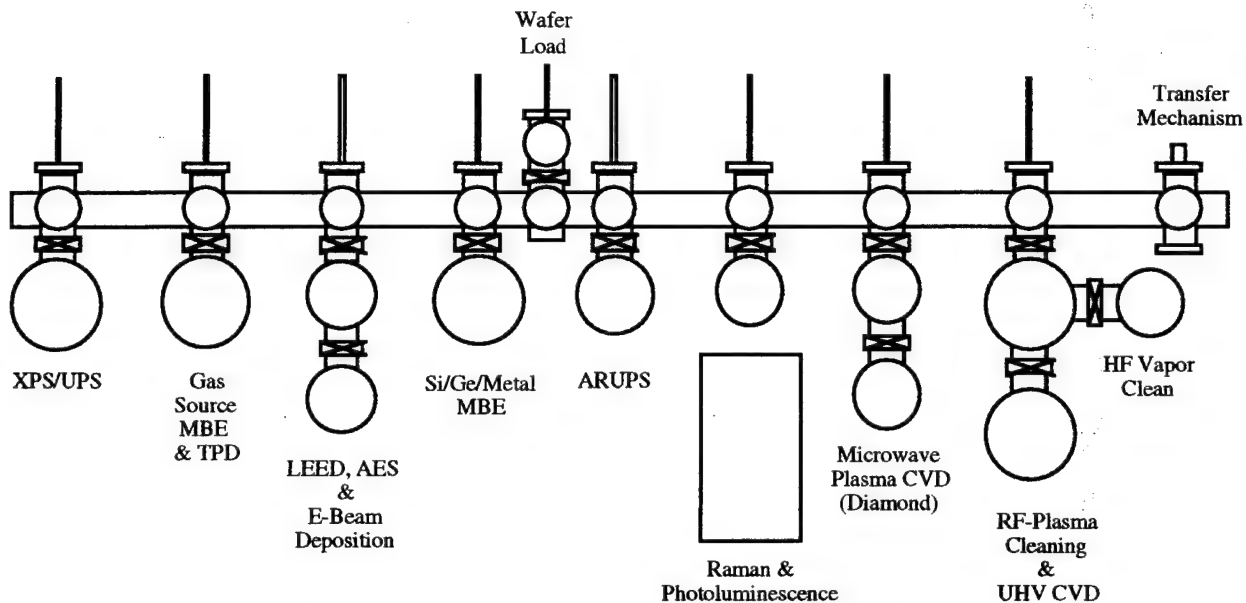 Wafer
Load
Transfer
Mechanism
XPS/UPS
Gas
Source
MBE
& TPD
LEED, AES
&
E-Beam
Deposition
Si/Ge/Metal
MBE
ARUPS
Raman &
Photoluminescence
Microwave
Plasma CVD
(Diamond)
RF-Plasma
Cleaning
&
UHV CVD
HF Vapor
Clean